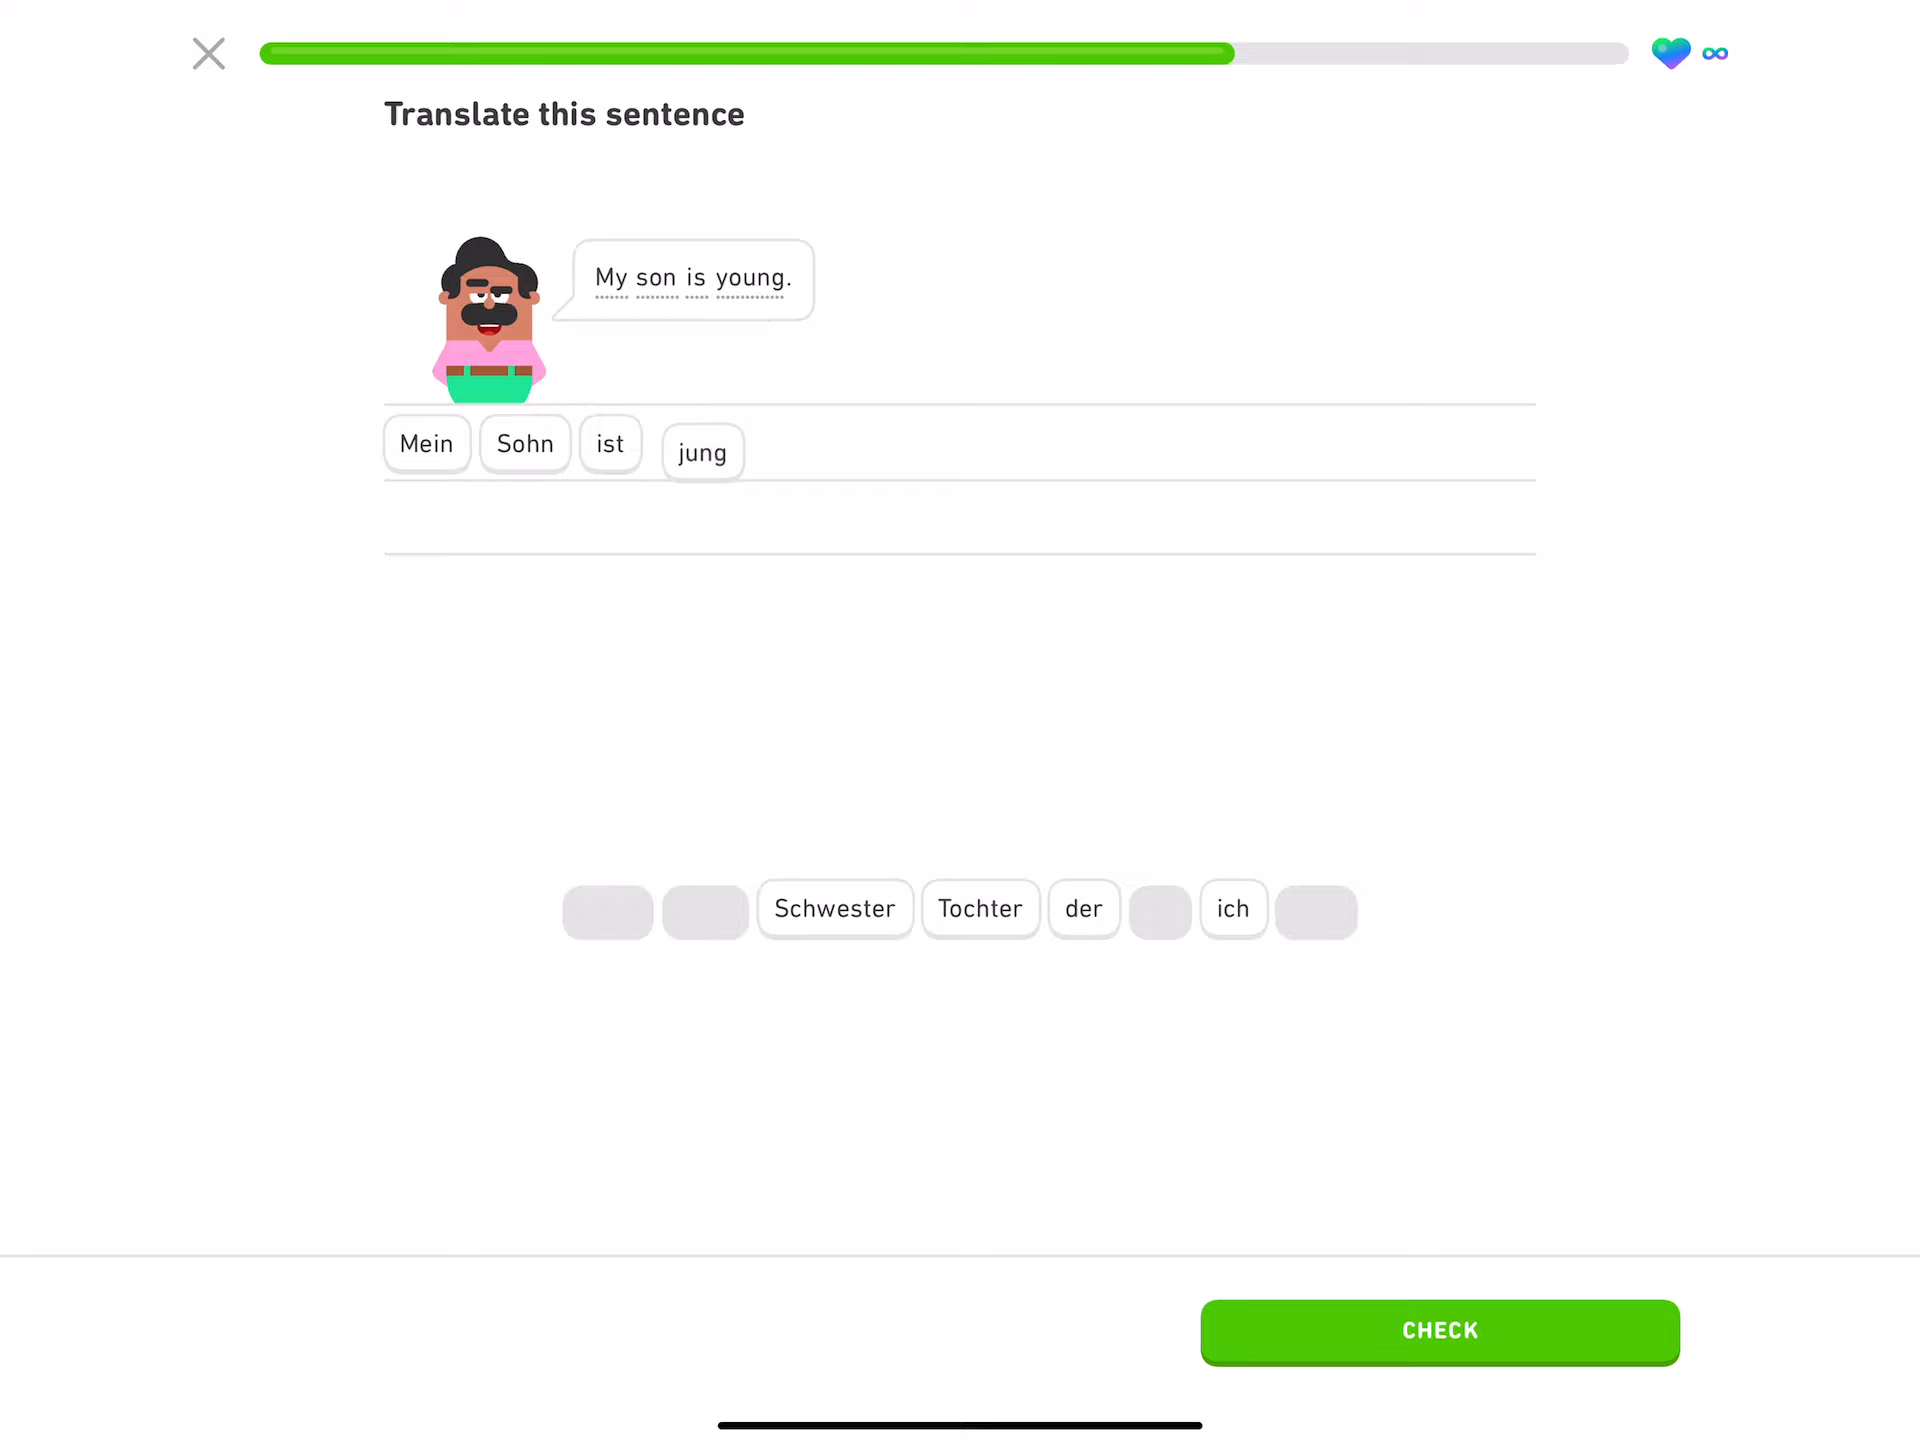 Translate this sentence
My son is young.
Mein Sohn ist jung
Schwester Tochter der ich
CHECK